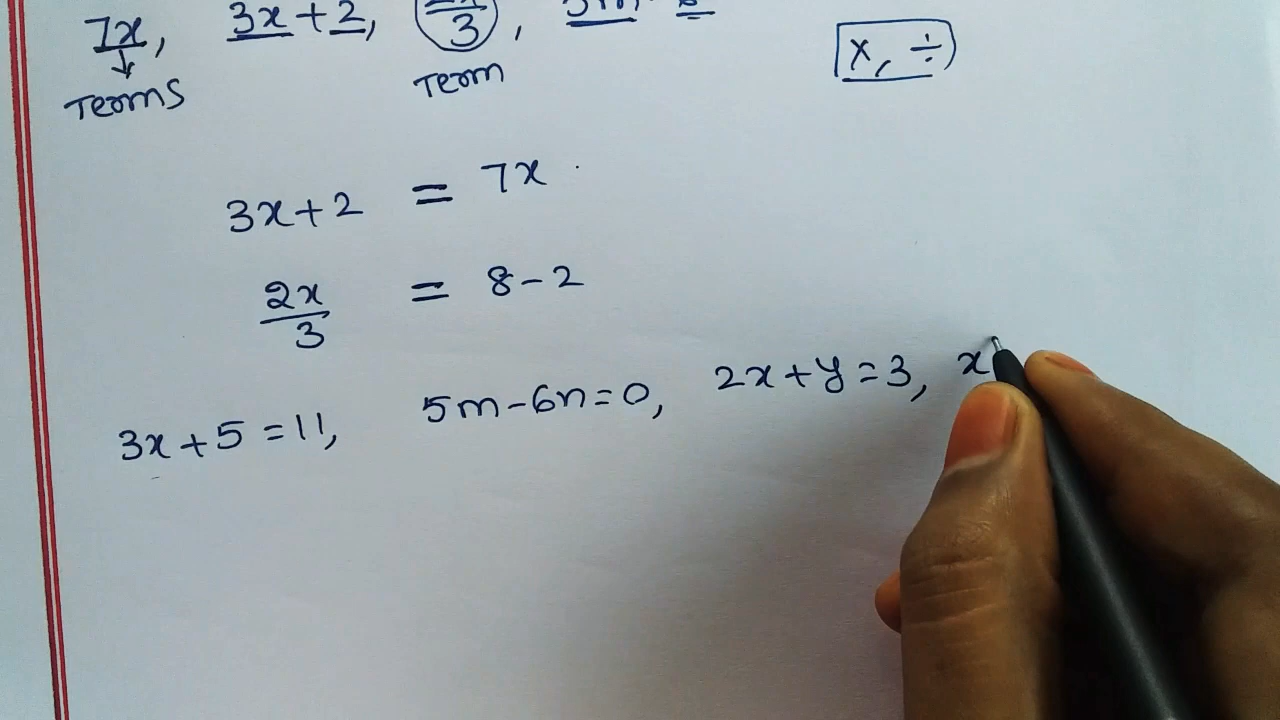 7x, 3x+2, /3,
Terms Term
x, ÷
3x+2 = 7x
2x/3 = 8-2
3x+5=11, 5m-6n=0, 2x+y=3, x